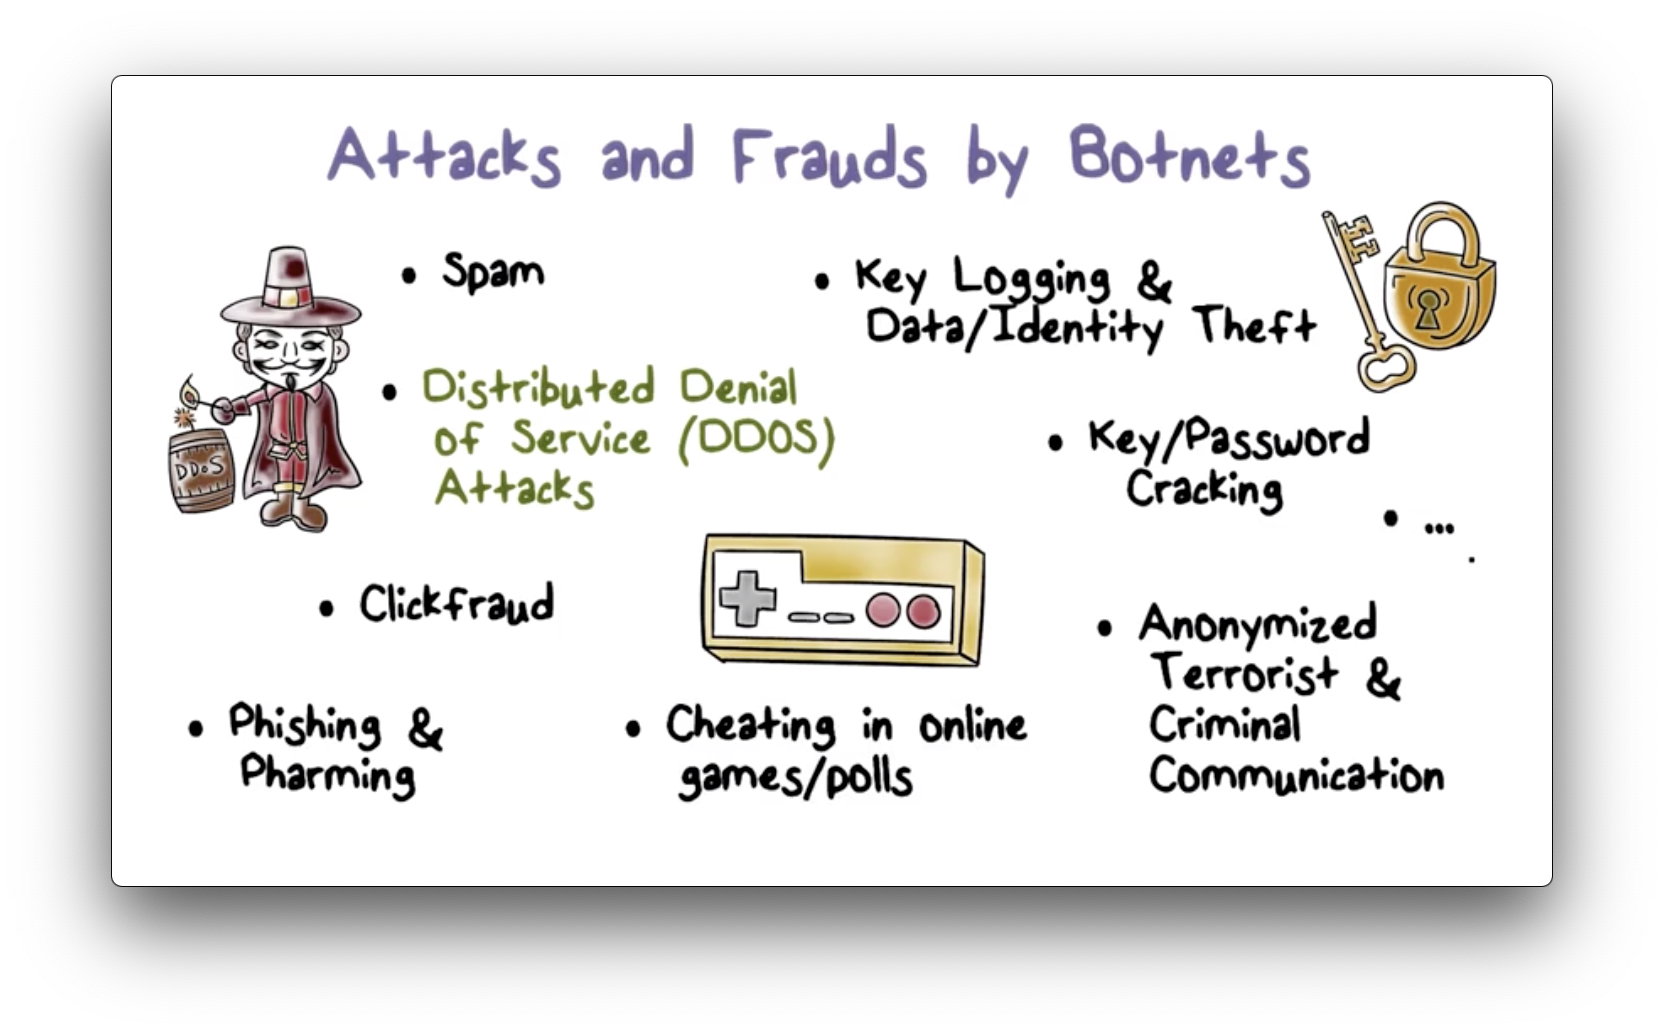 Attacks and Frauds by Botnets
• Spam
• Key Logging &
Data/Identity Theft
• Distributed Denial
of Service (DDOS)
Attacks
DDoS
• Key/Password
Cracking
• ...
• Clickfraud
• Anonymized
Terrorist &
Criminal
Communication
• Phishing &
Pharming
• Cheating in online
games/polls